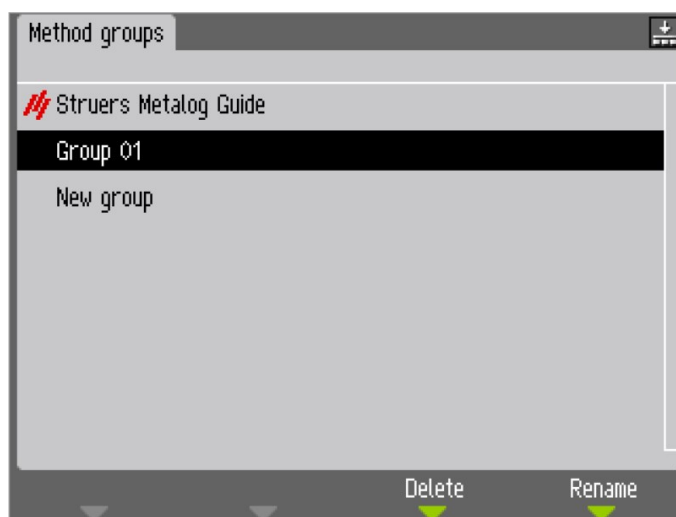 Method groups
Struers Metalog Guide
Group 01
New group
Delete Rename